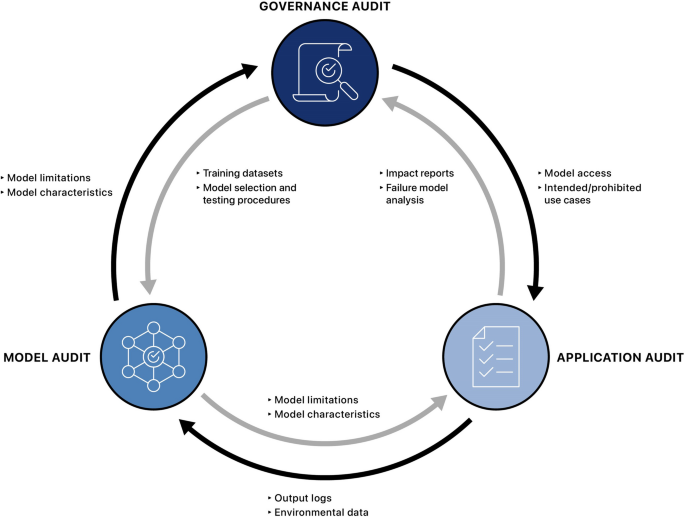 GOVERNANCE AUDIT
‣ Model limitations
‣ Model characteristics
‣ Training datasets
‣ Model selection and
testing procedures
‣ Impact reports
‣ Failure model
analysis
‣ Model access
‣ Intended/prohibited
use cases
MODEL AUDIT
APPLICATION AUDIT
‣ Model limitations
‣ Model characteristics
‣ Output logs
‣ Environmental data